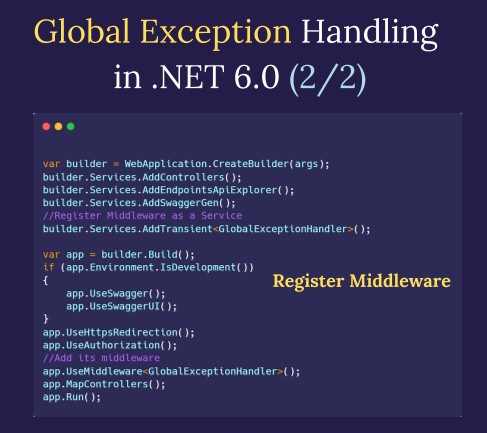 Global Exception Handling
in .NET 6.0 (2/2)
var builder = WebApplication.CreateBuilder(args);
builder.Services.AddControllers();
builder.Services.AddEndpointsApiExplorer();
builder.Services.AddSwaggerGen();
//Register Middleware as a Service
builder.Services.AddTransient<GlobalExceptionHandler>();
var app = builder.Build();
if (app.Environment.IsDevelopment())
{
app.UseSwagger();
app.UseSwaggerUI();
}
Register Middleware
app.UseHttpsRedirection();
app.UseAuthorization();
//Add its middleware
app.UseMiddleware<GlobalExceptionHandler>();
app.MapControllers();
app.Run();